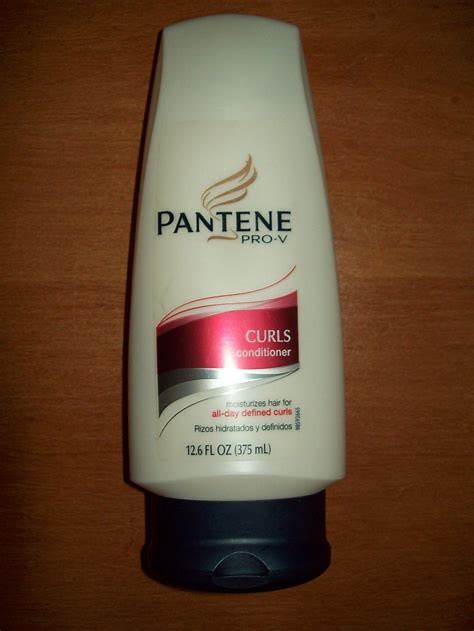 PANTENE
PRO-V
CURLS
conditioner
moisturizes hair for
all-day defined curls
Rizos hidratados y definidos
12.6 FL OZ (375 mL)